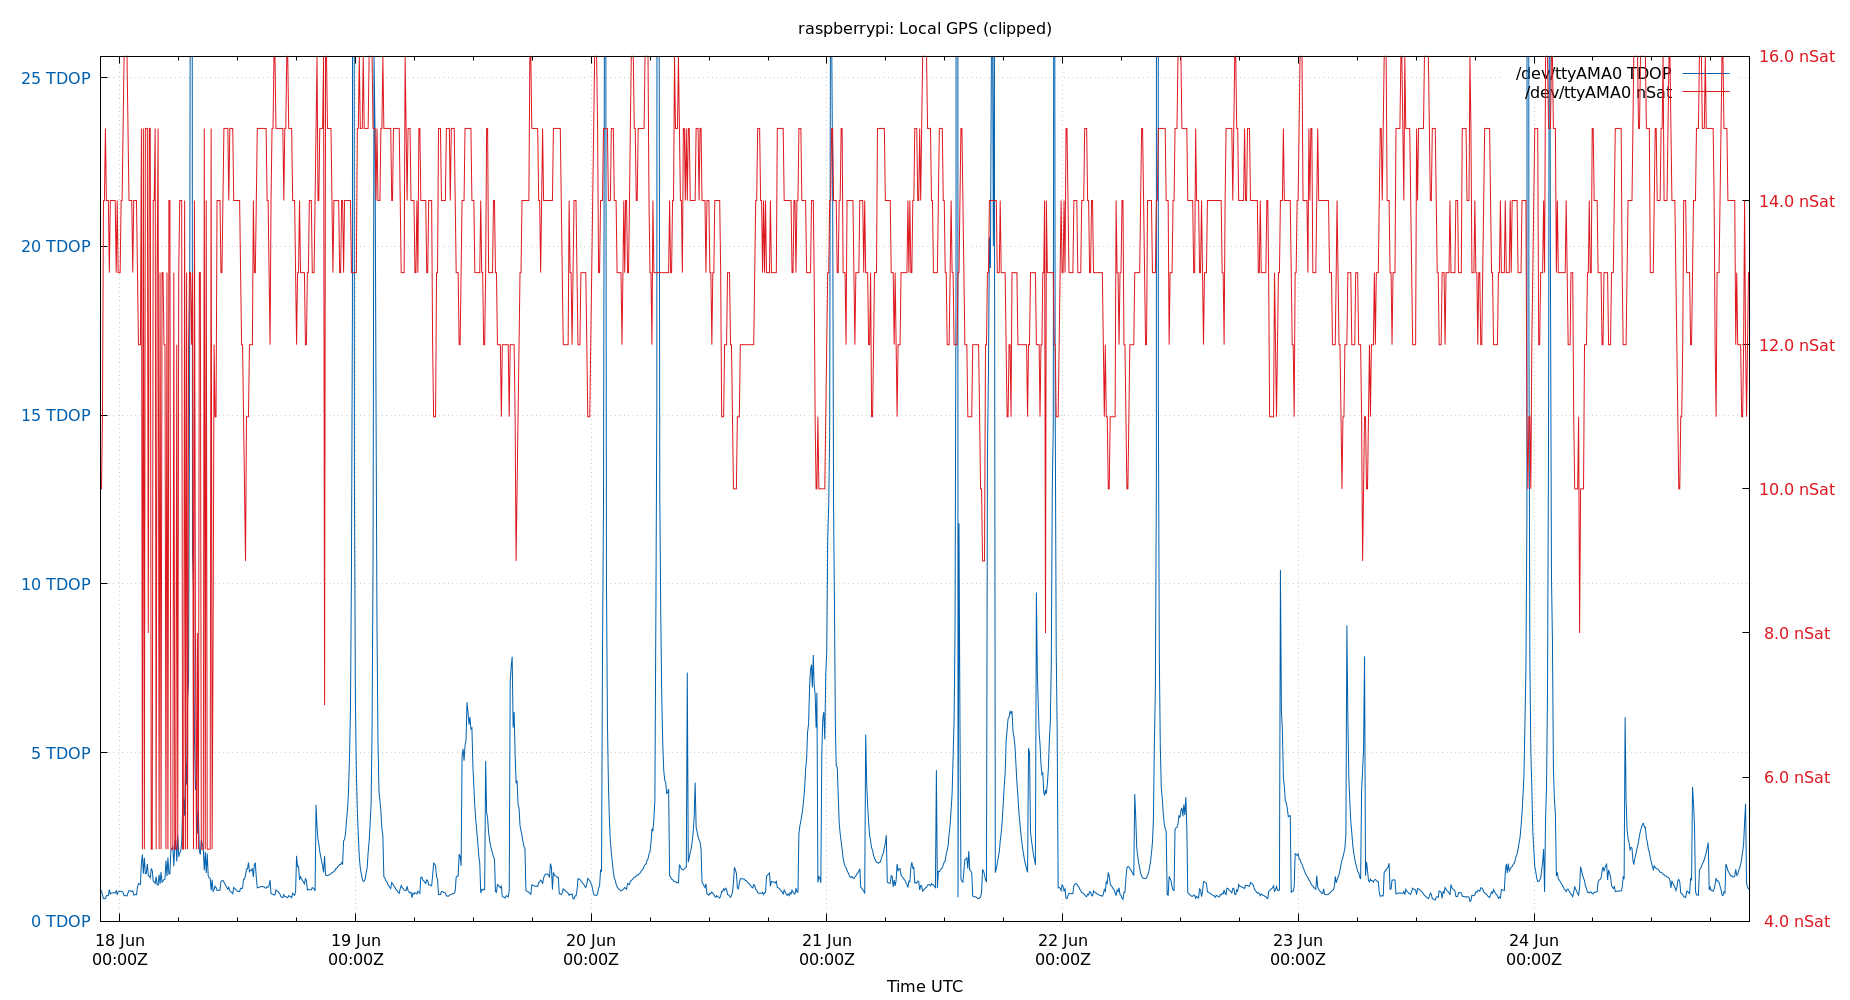 raspberrypi: Local GPS (clipped)
25 TDOP
20 TDOP
15 TDOP
10 TDOP
5 TDOP
0 TDOP
16.0 nSat
14.0 nSat
12.0 nSat
10.0 nSat
8.0 nSat
6.0 nSat
4.0 nSat
/dev/ttyAMA0 TDOP
/dev/ttyAMA0 nSat
18 Jun 19 Jun 20 Jun 21 Jun 22 Jun 23 Jun 24 Jun
00:00Z 00:00Z 00:00Z 00:00Z 00:00Z 00:00Z 00:00Z
Time UTC